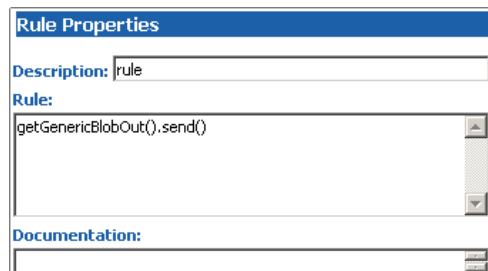 Rule Properties
Description: rule
Rule:
getGenericBlobOut().send()
Documentation: